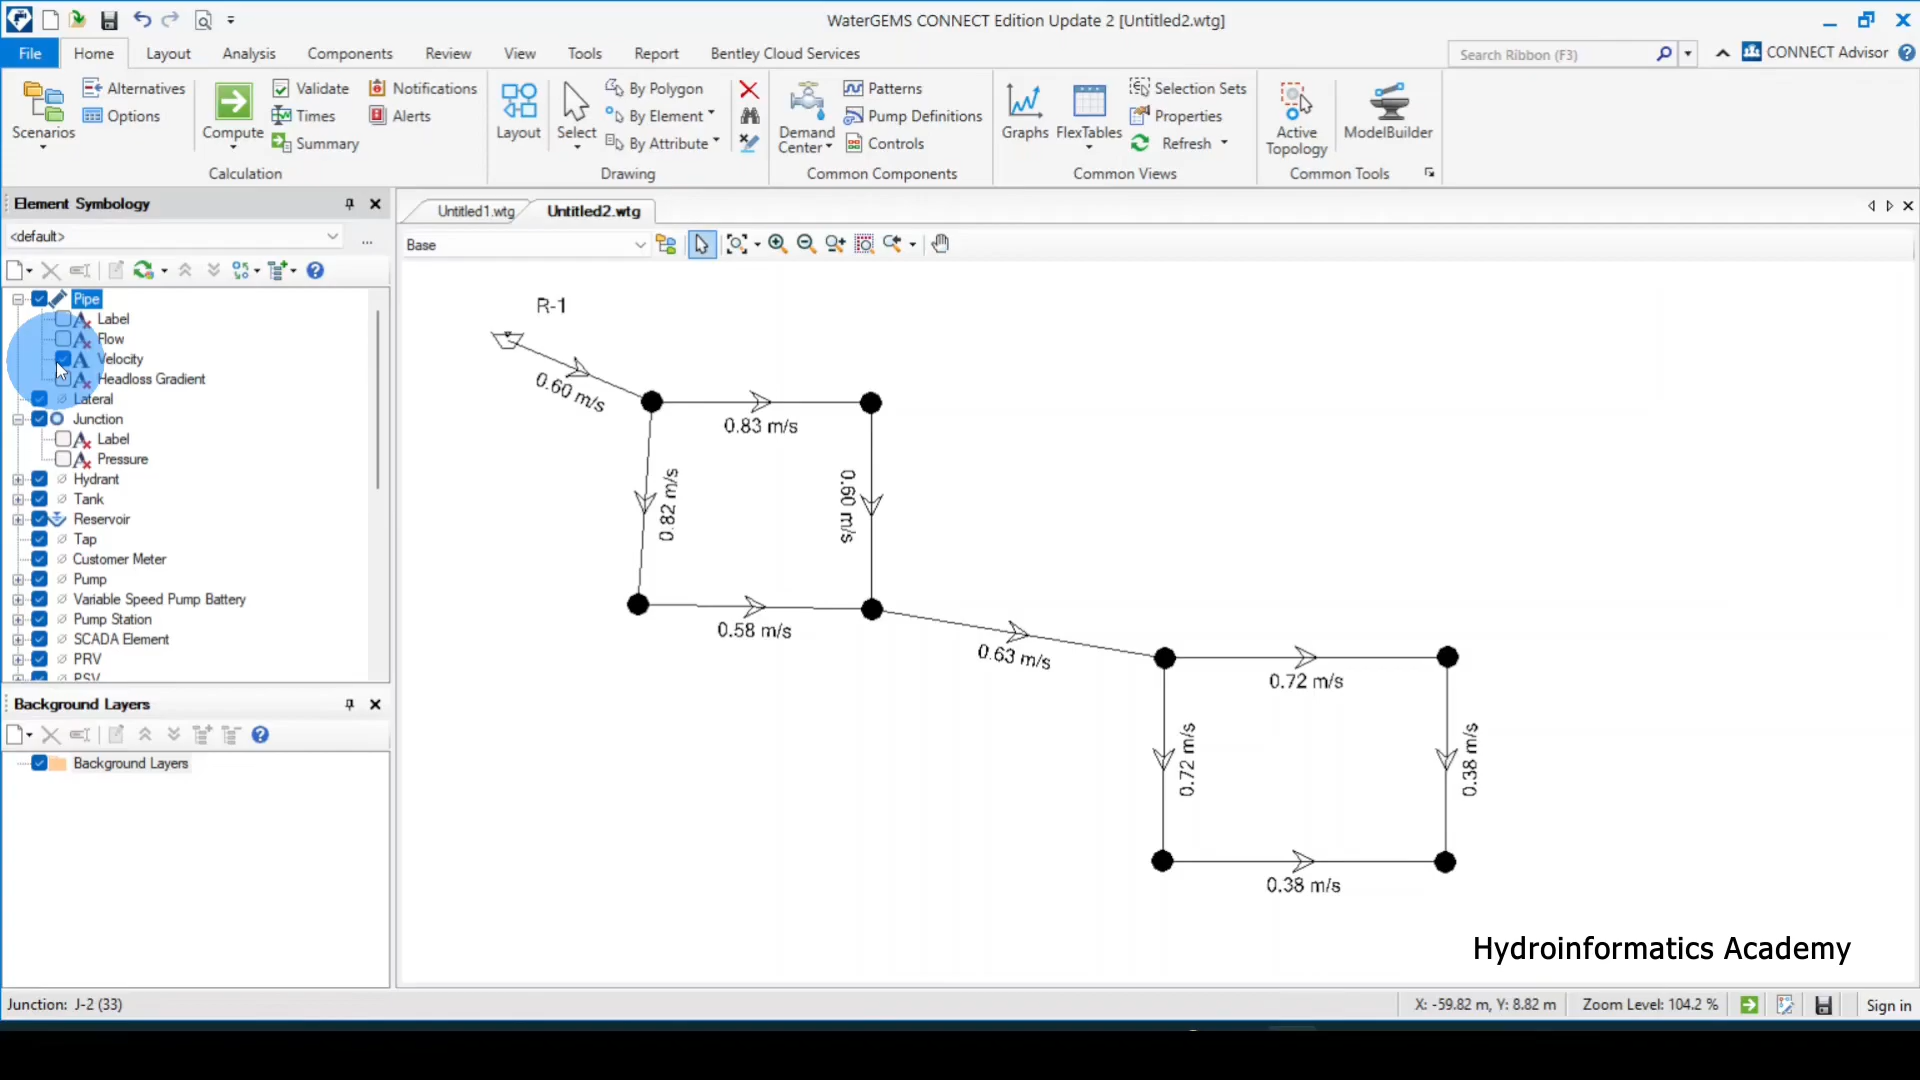 WaterGEMS CONNECT Edition Update 2 [Untitled2.wtg]
File Home Layout Analysis Components Review View Tools Report Bentley Cloud Services Search Ribbon (F3) CONNECT Advisor
Scenarios
Alternatives
Options
Compute
Validate
Times
Summary
Notifications
Alerts
Calculation
Layout
Select
By Polygon
By Element
By Attribute
Drawing
Demand
Center
Patterns
Pump Definitions
Controls
Common Components
Graphs
FlexTables
Selection Sets
Properties
Refresh
Common Views
Active
Topology
ModelBuilder
Common Tools
Element Symbology
<default>
Pipe
Label
Flow
Velocity
Headloss Gradient
Lateral
Junction
Label
Pressure
Hydrant
Tank
Reservoir
Tap
Customer Meter
Pump
Variable Speed Pump Battery
Pump Station
SCADA Element
PRV
PSV
Background Layers
Background Layers
Untitled1.wtg Untitled2.wtg
Base
R-1
0.60 m/s
0.83 m/s
0.82 m/s
0.60 m/s
0.58 m/s
0.63 m/s
0.72 m/s
0.72 m/s
0.38 m/s
0.38 m/s
Hydroinformatics Academy
Junction: J-2 (33) X: -59.82 m, Y: 8.82 m Zoom Level: 104.2 % Sign in